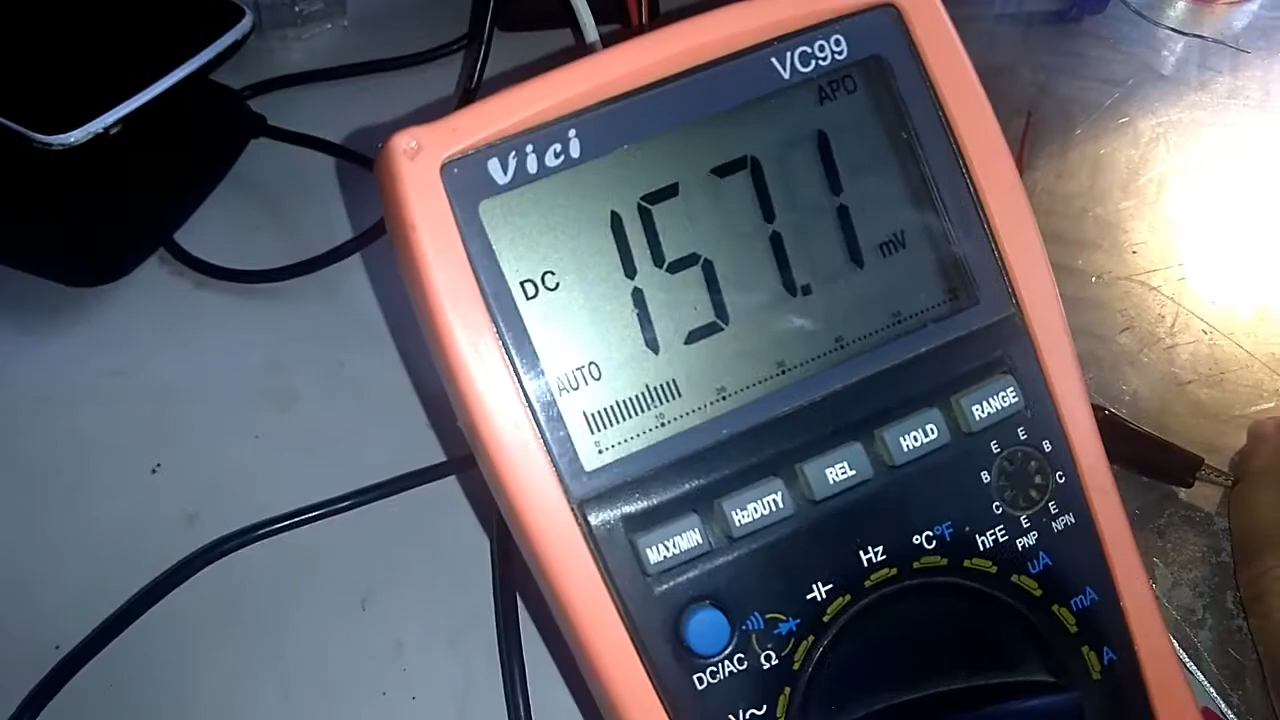 VC99
Vici
APO
DC
157.1
mV
AUTO
0 10 20 30 40 50
MAX/MIN Hz/DUTY REL HOLD RANGE
E E B
B C
C E E
PNP NPN
DC/AC Ω Hz °C°F hFE uA
mA
A
V~